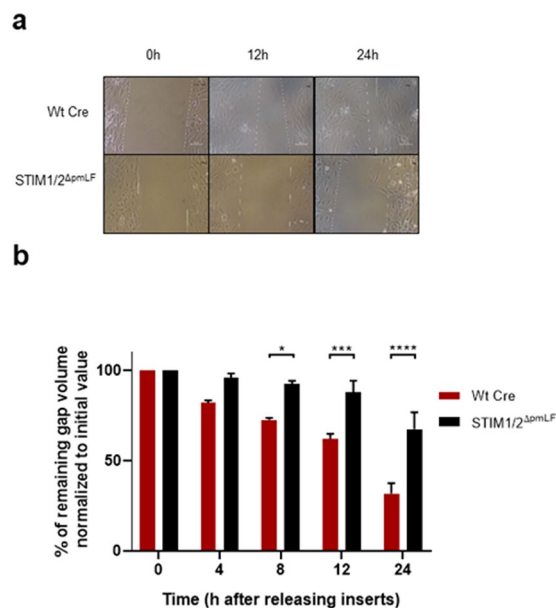 a
0h 12h 24h
Wt Cre
STIM1/2ΔpmLF
b
% of remaining gap volume
normalized to initial value
100
50
0
* *** ****
Wt Cre
STIM1/2ΔpmLF
0 4 8 12 24
Time (h after releasing inserts)